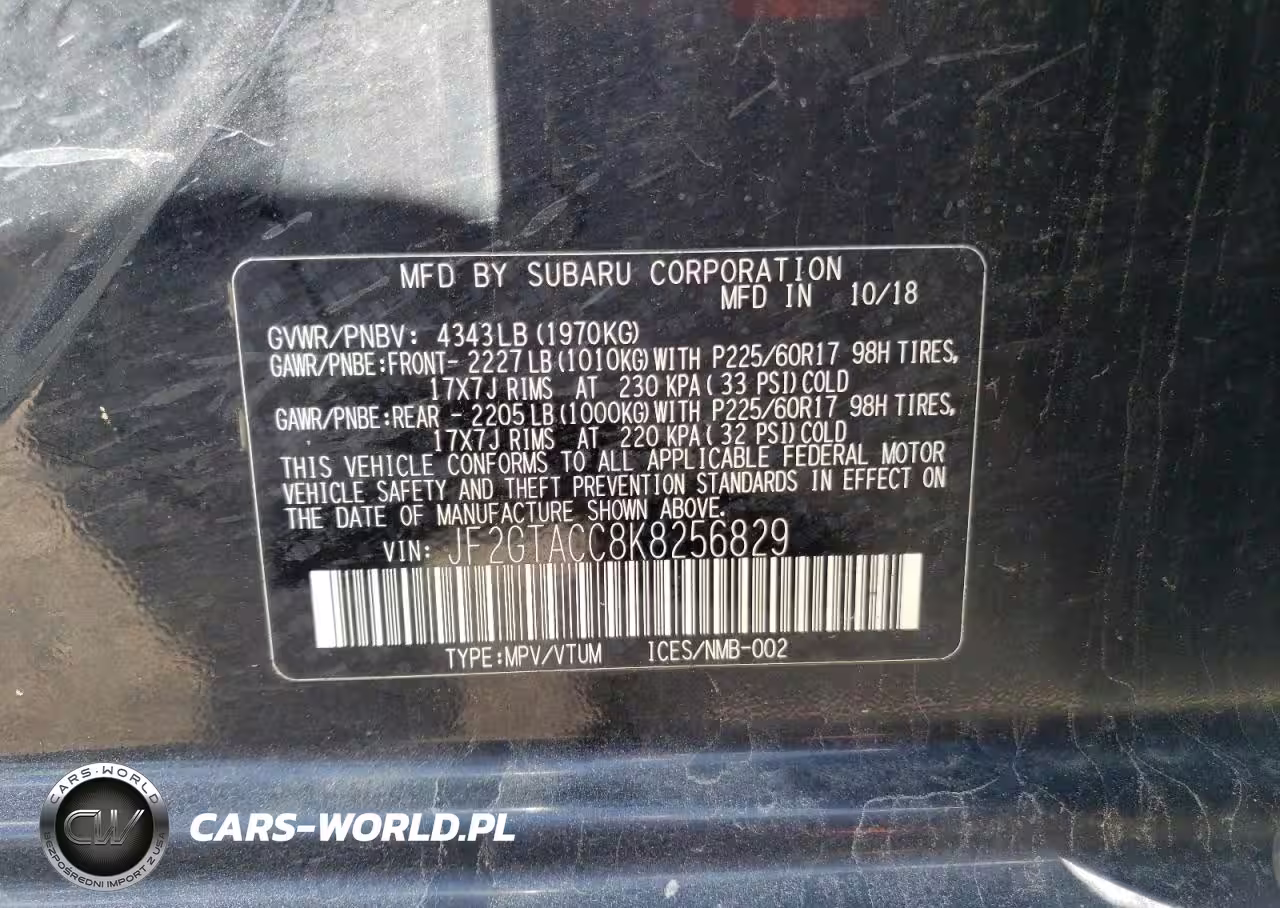 MFD BY SUBARU CORPORATION
MFD IN 10/18
GVWR/PNBV: 4343LB (1970KG)
GAWR/PNBE:FRONT- 2227LB(1010KG)WITH P225/60R17 98H TIRES,
17X7J RIMS AT 230 KPA( 33 PSI)COLD
GAWR/PNBE:REAR - 2205LB(1000KG)WITH P225/60R17 98H TIRES,
17X7J RIMS AT 220 KPA( 32 PSI)COLD
THIS VEHICLE CONFORMS TO ALL APPLICABLE FEDERAL MOTOR
VEHICLE SAFETY AND THEFT PREVENTION STANDARDS IN EFFECT ON
THE DATE OF MANUFACTURE SHOWN ABOVE.
VIN: JF2GTACC8K8256829
TYPE:MPV/VTUM ICES/NMB-002
CARS-WORLD
CW
BEZPOŚREDNI IMPORT Z USA
CARS-WORLD.PL